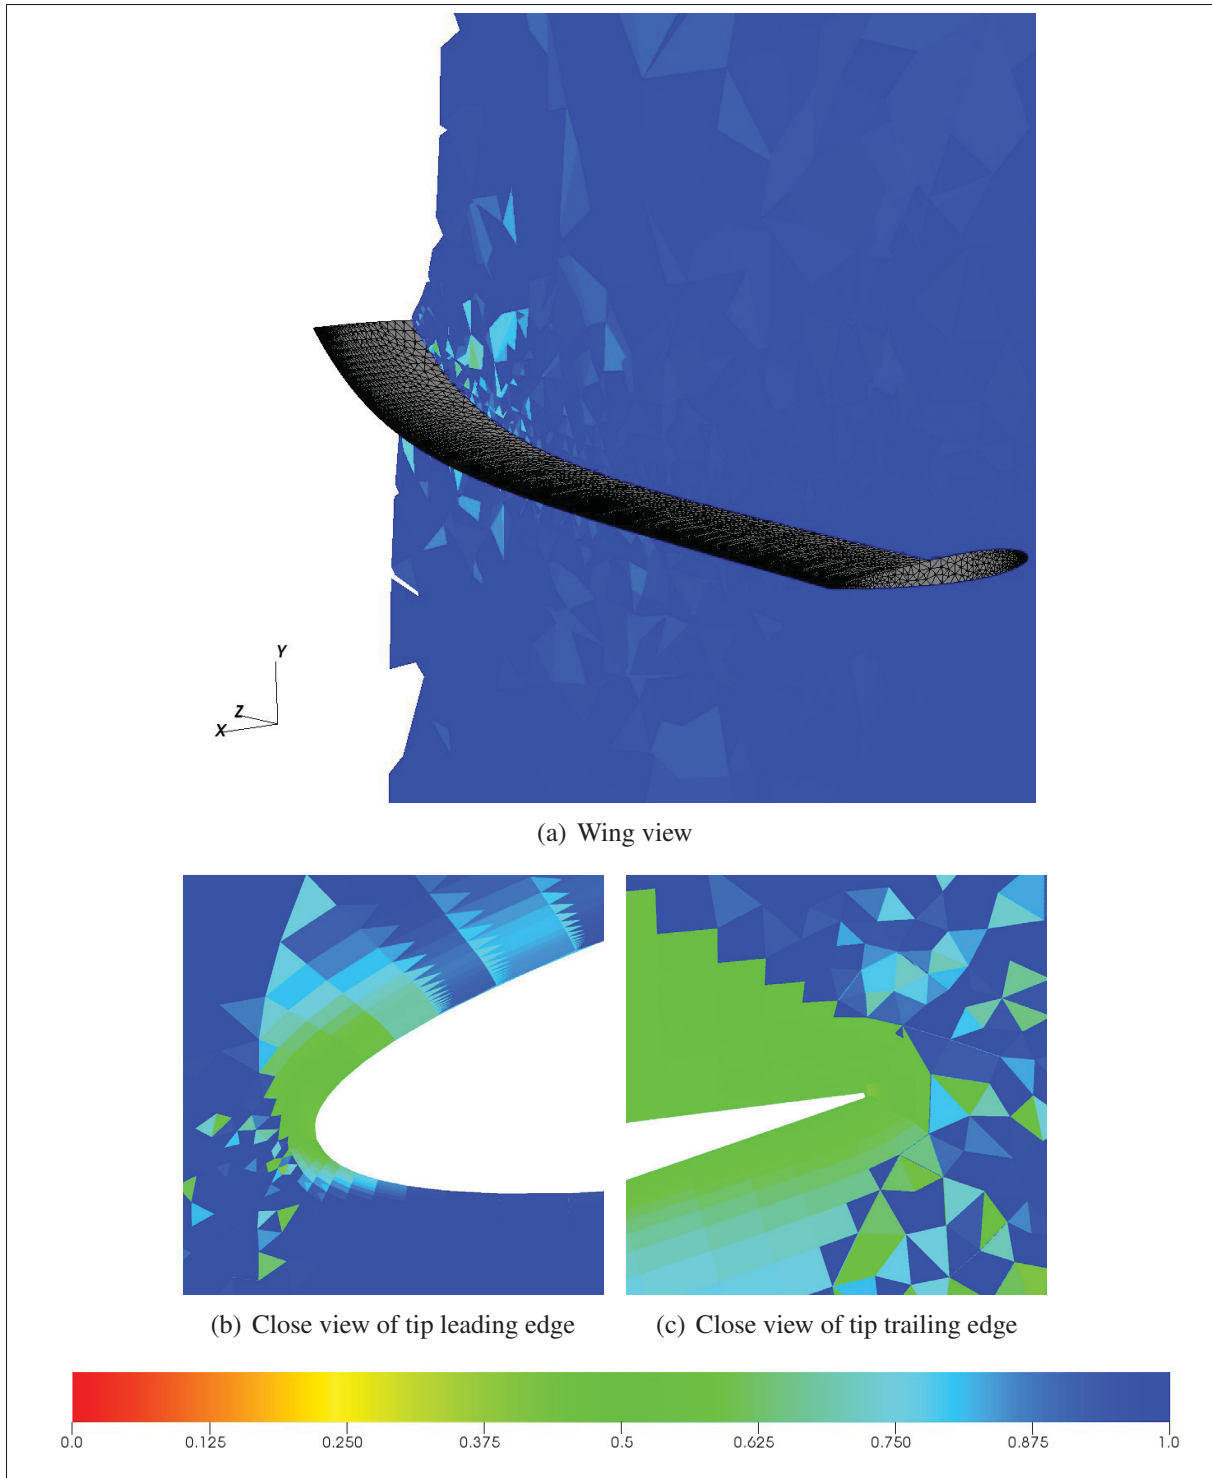 Y
Z
X
(a) Wing view
(b) Close view of tip leading edge
(c) Close view of tip trailing edge
0.0 0.125 0.250 0.375 0.5 0.625 0.750 0.875 1.0